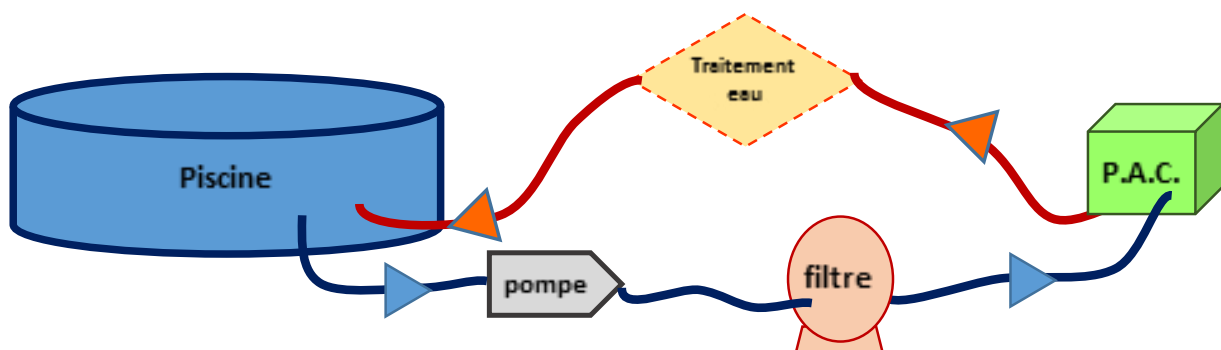 Traitement
eau
Piscine
P.A.C.
pompe
filtre